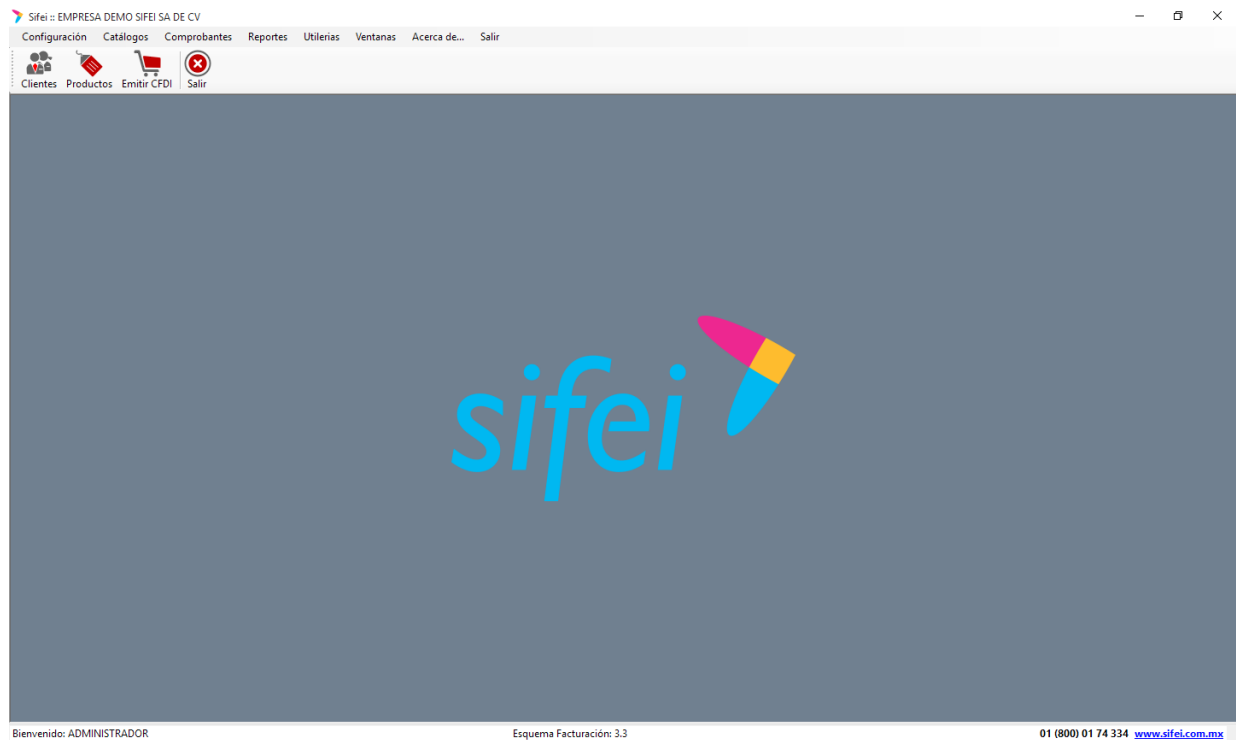 Sifei :: EMPRESA DEMO SIFEI SA DE CV
Configuración Catálogos Comprobantes Reportes Utilerias Ventanas Acerca de... Salir
Clientes Productos Emitir CFDI Salir
sifei
Bienvenido: ADMINISTRADOR Esquema Facturación: 3.3 01 (800) 01 74 334 www.sifei.com.mx